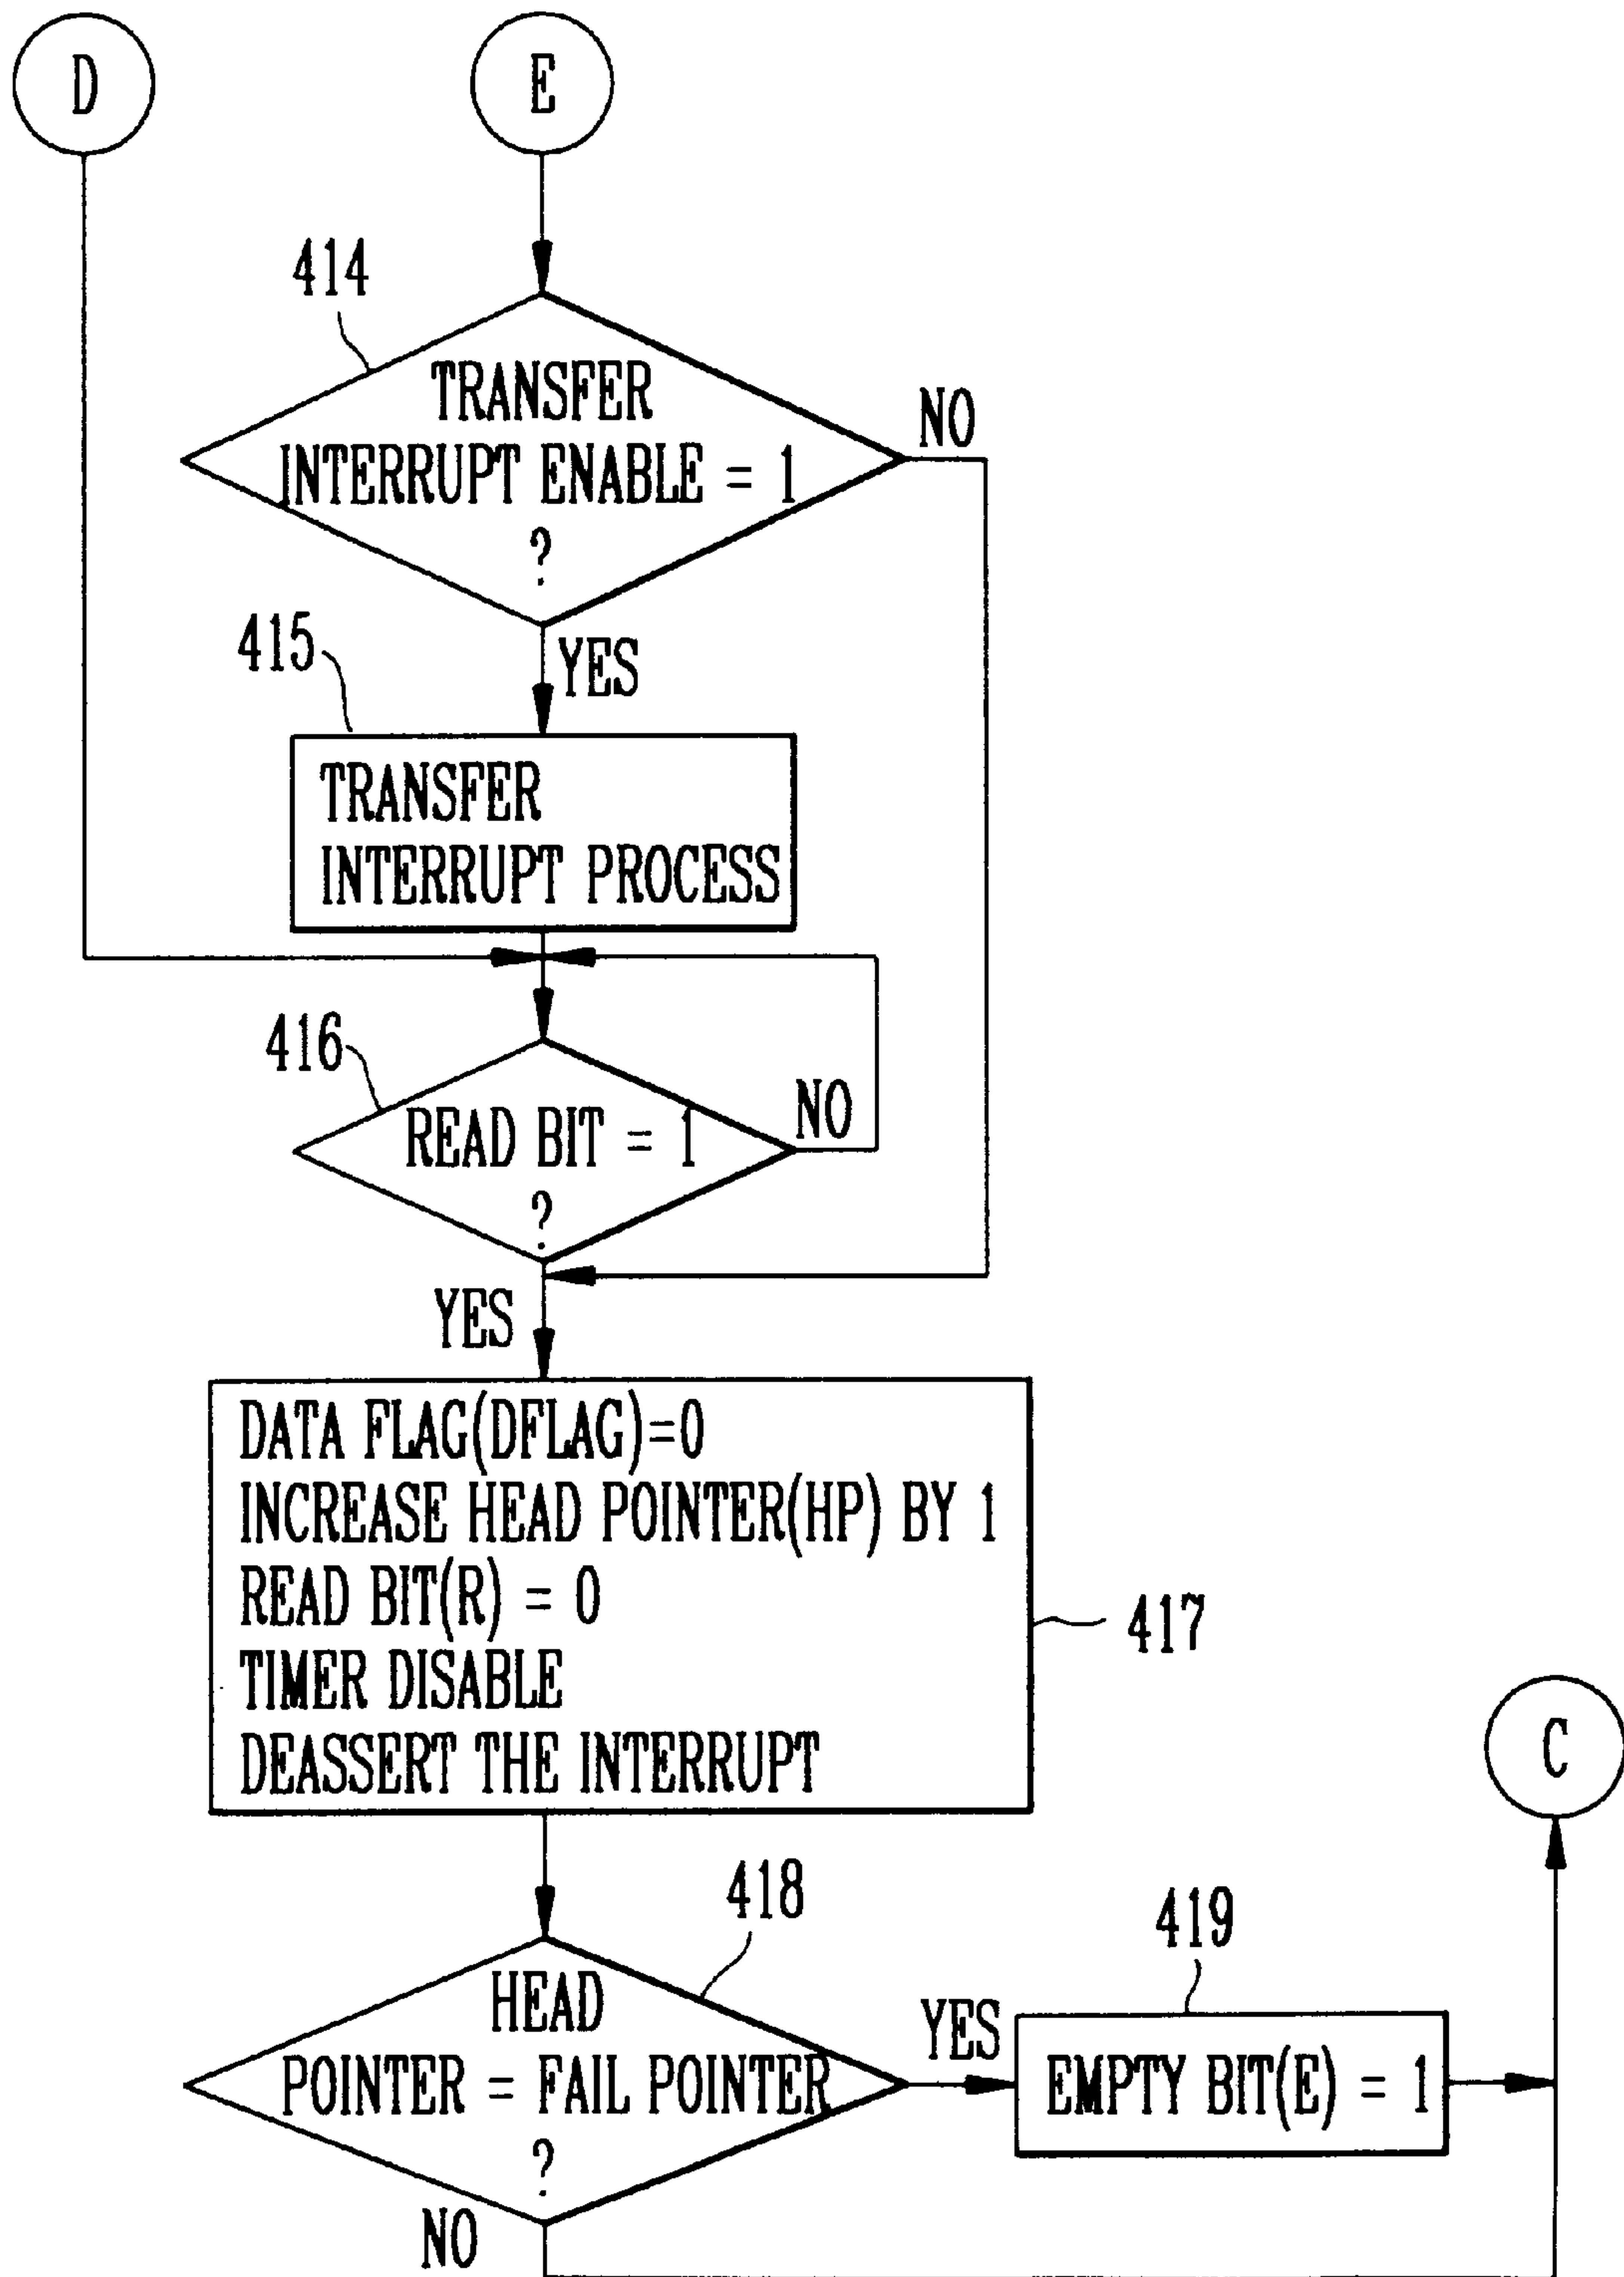 D
E
414
TRANSFER
INTERRUPT ENABLE = 1
?
NO
YES
415
TRANSFER
INTERRUPT PROCESS
416
READ BIT = 1
?
NO
YES
DATA FLAG(DFLAG)=0
INCREASE HEAD POINTER(HP) BY 1
READ BIT(R) = 0
TIMER DISABLE
DEASSERT THE INTERRUPT
417
C
418
HEAD
POINTER = FAIL POINTER
?
YES
419
EMPTY BIT(E) = 1
NO